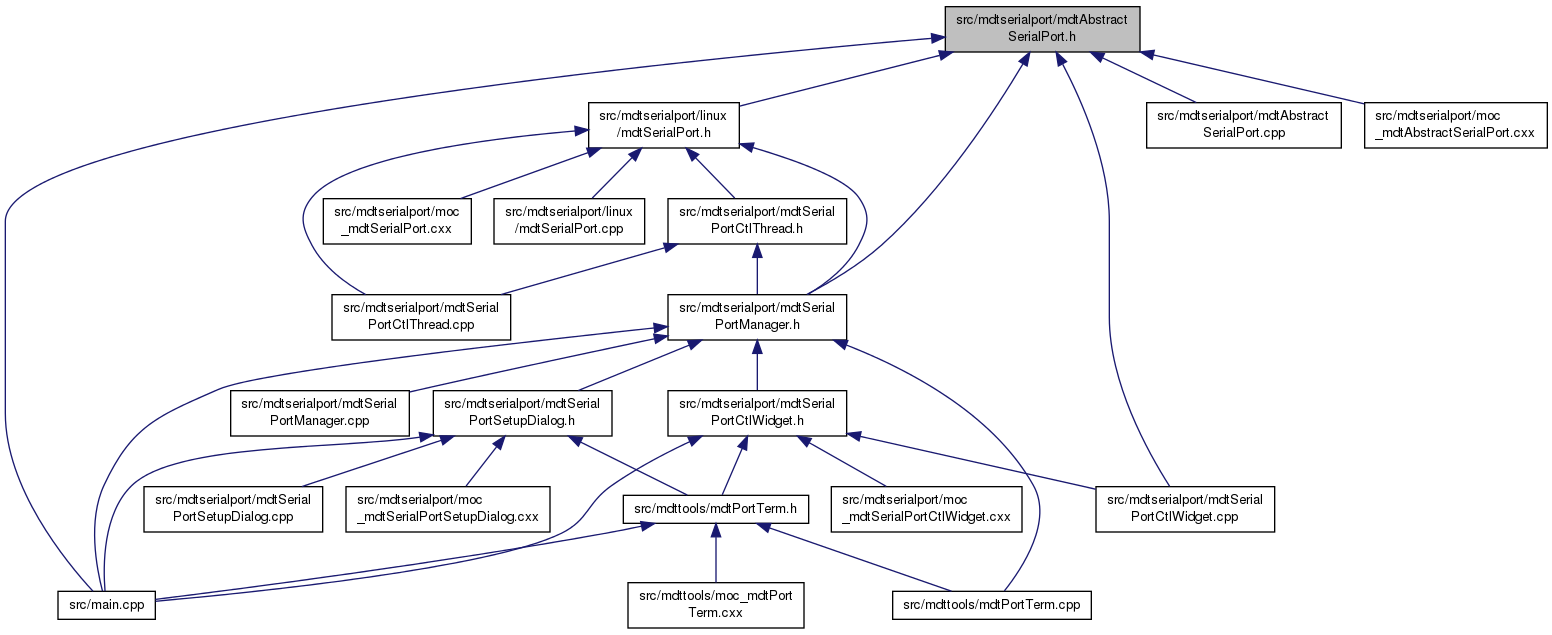 src/mdtserialport/mdtAbstract
SerialPort.h
src/mdtserialport/linux
/mdtSerialPort.h
src/mdtserialport/mdtAbstract
SerialPort.cpp
src/mdtserialport/moc
_mdtAbstractSerialPort.cxx
src/mdtserialport/moc
_mdtSerialPort.cxx
src/mdtserialport/linux
/mdtSerialPort.cpp
src/mdtserialport/mdtSerial
PortCtlThread.h
src/mdtserialport/mdtSerial
PortCtlThread.cpp
src/mdtserialport/mdtSerial
PortManager.h
src/mdtserialport/mdtSerial
PortManager.cpp
src/mdtserialport/mdtSerial
PortSetupDialog.h
src/mdtserialport/mdtSerial
PortCtlWidget.h
src/mdtserialport/mdtSerial
PortSetupDialog.cpp
src/mdtserialport/moc
_mdtSerialPortSetupDialog.cxx
src/mdttools/mdtPortTerm.h
src/mdtserialport/moc
_mdtSerialPortCtlWidget.cxx
src/mdtserialport/mdtSerial
PortCtlWidget.cpp
src/main.cpp
src/mdttools/moc_mdtPort
Term.cxx
src/mdttools/mdtPortTerm.cpp